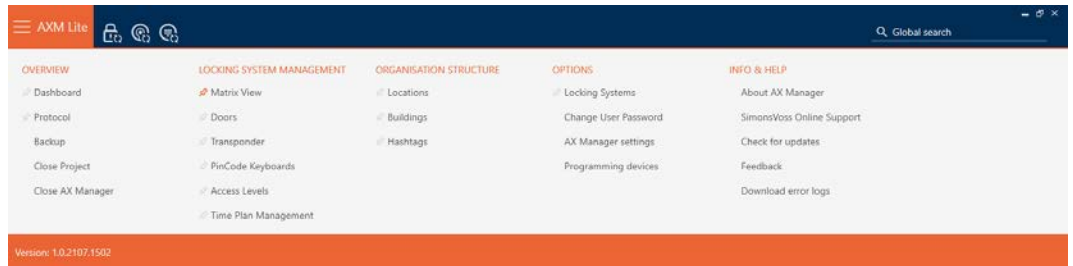 AXM Lite
Global search
OVERVIEW
Dashboard
Protocol
Backup
Close Project
Close AX Manager
LOCKING SYSTEM MANAGEMENT
Matrix View
Doors
Transponder
PinCode Keyboards
Access Levels
Time Plan Management
ORGANISATION STRUCTURE
Locations
Buildings
Hashtags
OPTIONS
Locking Systems
Change User Password
AX Manager settings
Programming devices
INFO & HELP
About AX Manager
SimonsVoss Online Support
Check for updates
Feedback
Download error logs
Version: 1.0.2107.1502